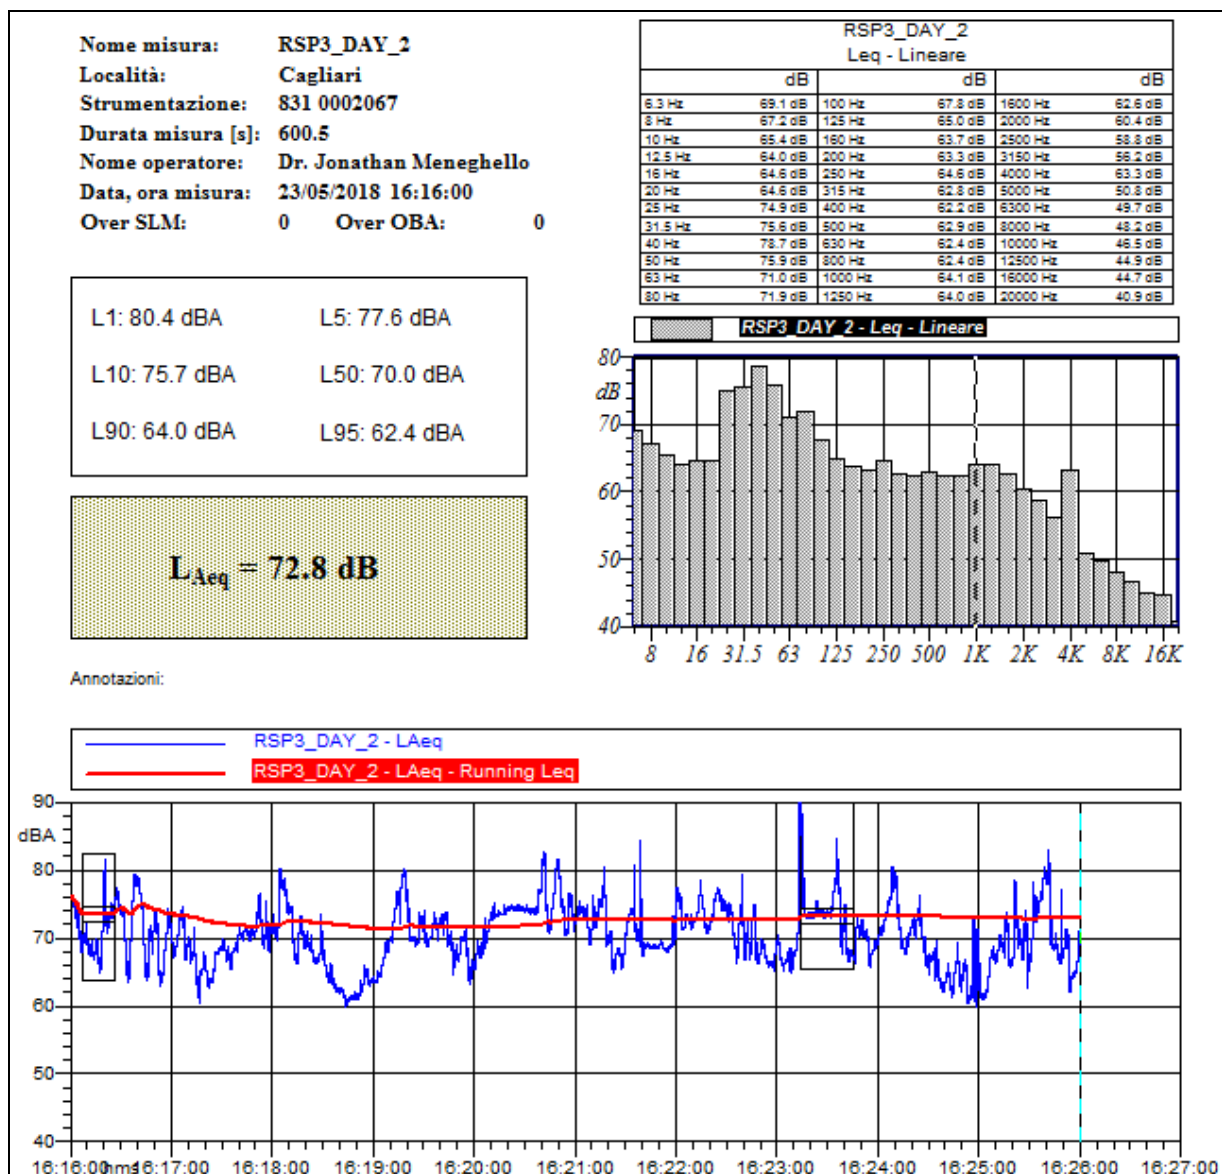 Nome misura: RSP3_DAY_2
Località: Cagliari
Strumentazione: 831 0002067
Durata misura [s]: 600.5
Nome operatore: Dr. Jonathan Meneghello
Data, ora misura: 23/05/2018 16:16:00
Over SLM: 0 Over OBA: 0
RSP3_DAY_2
Leq - Lineare
dB dB dB
6.3 Hz 69.1 dB 100 Hz 67.8 dB 1600 Hz 62.6 dB
8 Hz 67.2 dB 125 Hz 65.0 dB 2000 Hz 60.4 dB
10 Hz 65.4 dB 160 Hz 63.7 dB 2500 Hz 58.8 dB
12.5 Hz 64.0 dB 200 Hz 63.3 dB 3150 Hz 56.2 dB
16 Hz 64.6 dB 250 Hz 64.6 dB 4000 Hz 63.3 dB
20 Hz 64.6 dB 315 Hz 62.8 dB 5000 Hz 50.8 dB
25 Hz 74.9 dB 400 Hz 62.2 dB 6300 Hz 49.7 dB
31.5 Hz 75.6 dB 500 Hz 62.9 dB 8000 Hz 48.2 dB
40 Hz 78.7 dB 630 Hz 62.4 dB 10000 Hz 46.5 dB
50 Hz 75.9 dB 800 Hz 62.4 dB 12500 Hz 44.9 dB
63 Hz 71.0 dB 1000 Hz 64.1 dB 16000 Hz 44.7 dB
80 Hz 71.9 dB 1250 Hz 64.0 dB 20000 Hz 40.9 dB
L1: 80.4 dBA L5: 77.6 dBA
L10: 75.7 dBA L50: 70.0 dBA
L90: 64.0 dBA L95: 62.4 dBA
LAeq = 72.8 dB
RSP3_DAY_2 - Leq - Lineare
80
dB
70
60
50
40
8 16 31.5 63 125 250 500 1K 2K 4K 8K 16K
Annotazioni:
RSP3_DAY_2 - LAeq
RSP3_DAY_2 - LAeq - Running Leq
90
dBA
80
70
60
50
40
16:16:00 hms 16:17:00 16:18:00 16:19:00 16:20:00 16:21:00 16:22:00 16:23:00 16:24:00 16:25:00 16:26:00 16:27:00